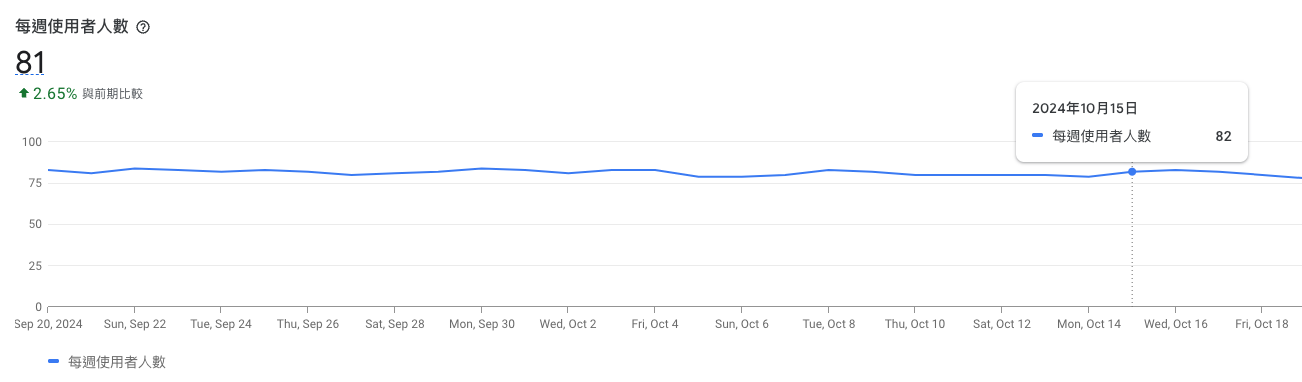 每週使用者人數
81
2.65% 與前期比較
2024年10月15日
每週使用者人數 82
100
75
50
25
0
Sep 20, 2024 Sun, Sep 22 Tue, Sep 24 Thu, Sep 26 Sat, Sep 28 Mon, Sep 30 Wed, Oct 2 Fri, Oct 4 Sun, Oct 6 Tue, Oct 8 Thu, Oct 10 Sat, Oct 12 Mon, Oct 14 Wed, Oct 16 Fri, Oct 18
每週使用者人數